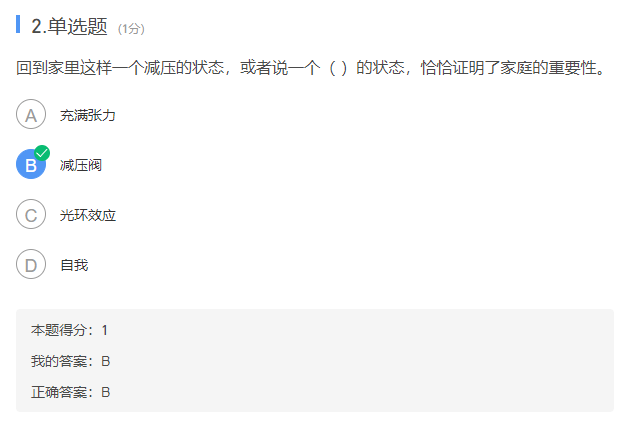 2.单选题 (1分)
回到家里这样一个减压的状态，或者说一个（ ）的状态，恰恰证明了家庭的重要性。
A 充满张力
B 减压阀
C 光环效应
D 自我
本题得分：1
我的答案：B
正确答案：B